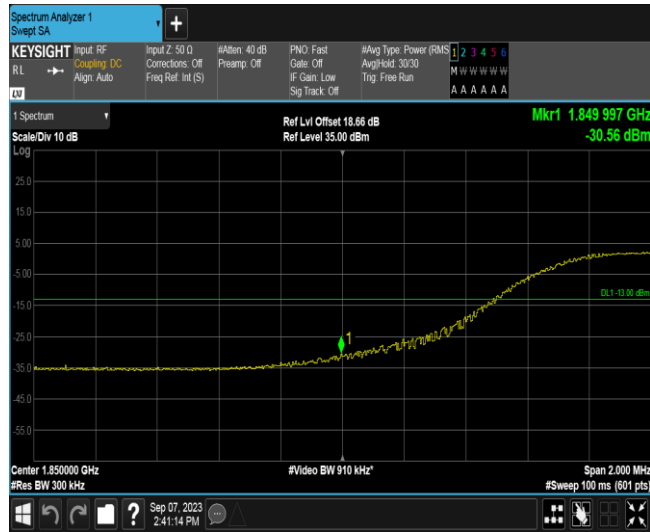 Spectrum Analyzer 1
Swept SA
+
KEYSIGHT
RL
LXI
Input: RF
Coupling: DC
Align: Auto
Input Z: 50 Ω
Corrections: Off
Freq Ref: Int (S)
#Atten: 40 dB
Preamp: Off
PNO: Fast
Gate: Off
IF Gain: Low
Sig Track: Off
#Avg Type: Power (RMS
Avg|Hold: 30/30
Trig: Free Run
1 2 3 4 5 6
M W W W W W
A A A A A A
1 Spectrum
Scale/Div 10 dB
Ref Lvl Offset 18.66 dB
Ref Level 35.00 dBm
Mkr1 1.849 997 GHz
-30.56 dBm
Log
25.0
15.0
5.00
-5.00
DL1 -13.00 dBm
-15.0
-25.0
1
-35.0
-45.0
-55.0
Center 1.850000 GHz
#Res BW 300 kHz
#Video BW 910 kHz*
Span 2.000 MHz
#Sweep 100 ms (601 pts)
?
Sep 07, 2023
2:41:14 PM